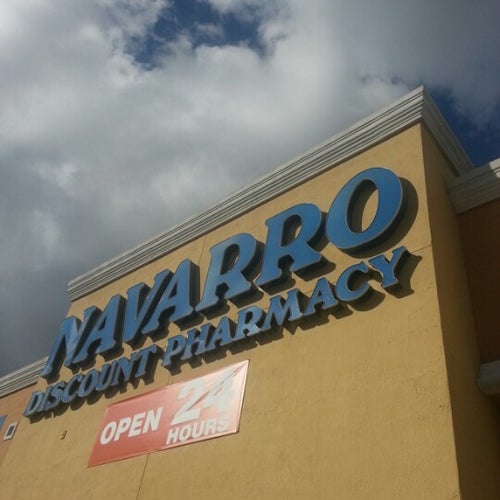 NAVARRO
DISCOUNT PHARMACY
OPEN 24
HOURS